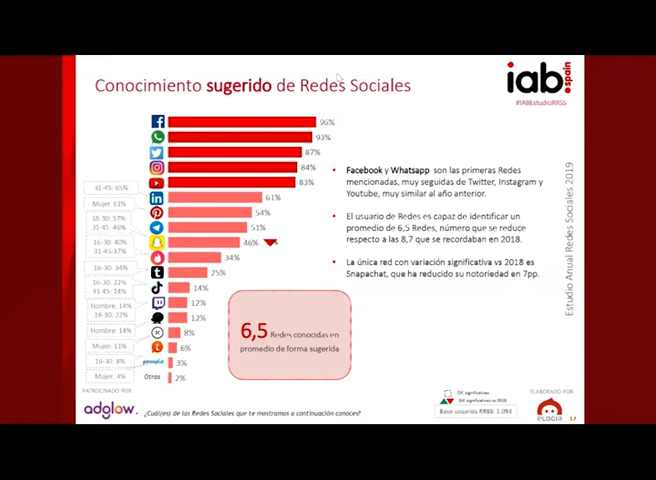 Conocimiento sugerido de Redes Sociales
iab.spain
#IABEstudioRRSS
96%
93%
87%
84%
83%
31-45: 65%
61%
Mujer: 61%
54%
16-30: 57%
31-45: 46%
51%
16-30: 40%
31-45:37%
46%
34%
16-30: 34%
25%
16-30: 22%
31-45: 14%
14%
Hombre: 14%
16-30: 22%
12%
12%
Hombre: 14%
8%
Mujer: 11%
6%
16-30: 8%
3%
Mujer: 4%
Otras
2%
Facebook y Whatsapp son las primeras Redes
mencionadas, muy seguidas de Twitter, Instagram y
Youtube, muy similar al año anterior.
El usuario de Redes es capaz de identificar un
promedio de 6,5 Redes, número que se reduce
respecto a las 8,7 que se recordaban en 2018.
La única red con variación significativa vs 2018 es
Snapachat, que ha reducido su notoriedad en 7pp.
6,5 Redes conocidas en
promedio de forma sugerida
Estudio Anual Redes Sociales 2019
PATROCINADO POR:
adglow.
¿Cuál(es) de las Redes Sociales que te mostramos a continuación conoces?
Dif. significativas
Dif. significativas vs 2018
Base usuarios RRSS: 1.094
ELABORADO POR:
eLOGIA
17